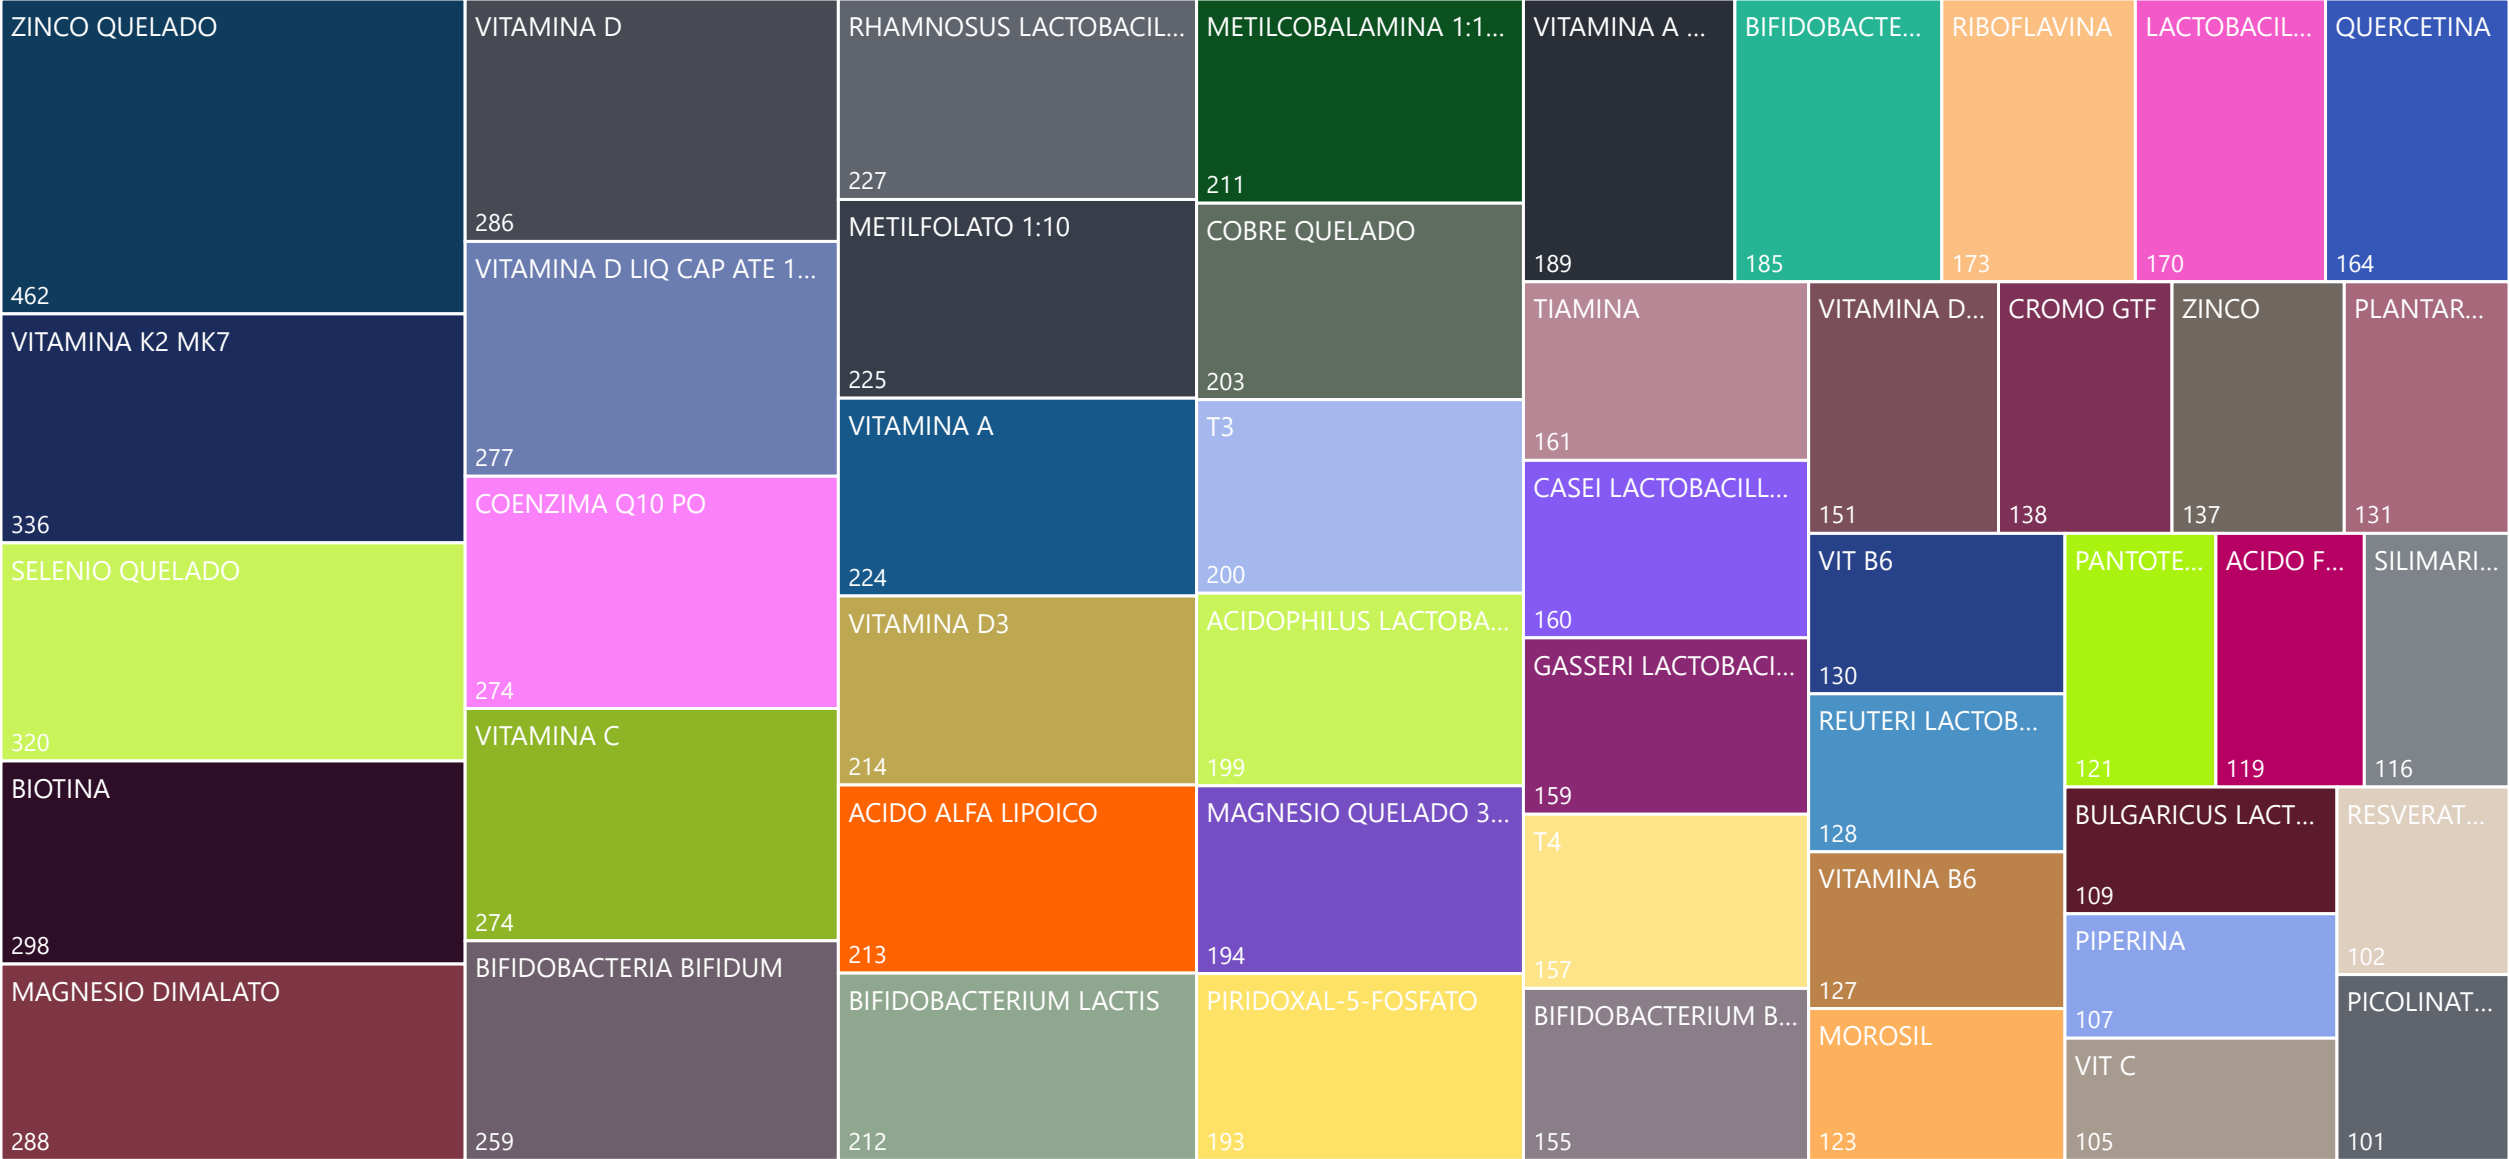 ZINCO QUELADO
462
VITAMINA K2 MK7
336
SELENIO QUELADO
320
BIOTINA
298
MAGNESIO DIMALATO
288
VITAMINA D
286
VITAMINA D LIQ CAP ATE 1...
277
COENZIMA Q10 PO
274
VITAMINA C
274
BIFIDOBACTERIA BIFIDUM
259
RHAMNOSUS LACTOBACIL...
227
METILFOLATO 1:10
225
VITAMINA A
224
VITAMINA D3
214
ACIDO ALFA LIPOICO
213
BIFIDOBACTERIUM LACTIS
212
METILCOBALAMINA 1:1...
211
COBRE QUELADO
203
T3
200
ACIDOPHILUS LACTOBA...
199
MAGNESIO QUELADO 3...
194
PIRIDOXAL-5-FOSFATO
193
VITAMINA A ...
189
BIFIDOBACTE...
185
RIBOFLAVINA
173
LACTOBACIL...
170
QUERCETINA
164
TIAMINA
161
CASEI LACTOBACILL...
160
GASSERI LACTOBACI...
159
T4
157
BIFIDOBACTERIUM B...
155
VITAMINA D...
151
CROMO GTF
138
ZINCO
137
PLANTAR...
131
VIT B6
130
REUTERI LACTOB...
128
VITAMINA B6
127
MOROSIL
123
PANTOTE...
121
ACIDO F...
119
SILIMARI...
116
BULGARICUS LACT...
109
PIPERINA
107
VIT C
105
RESVERAT...
102
PICOLINAT...
101